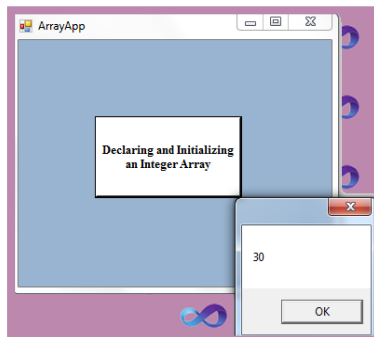 ArrayApp
Declaring and Initializing
an Integer Array
30
OK